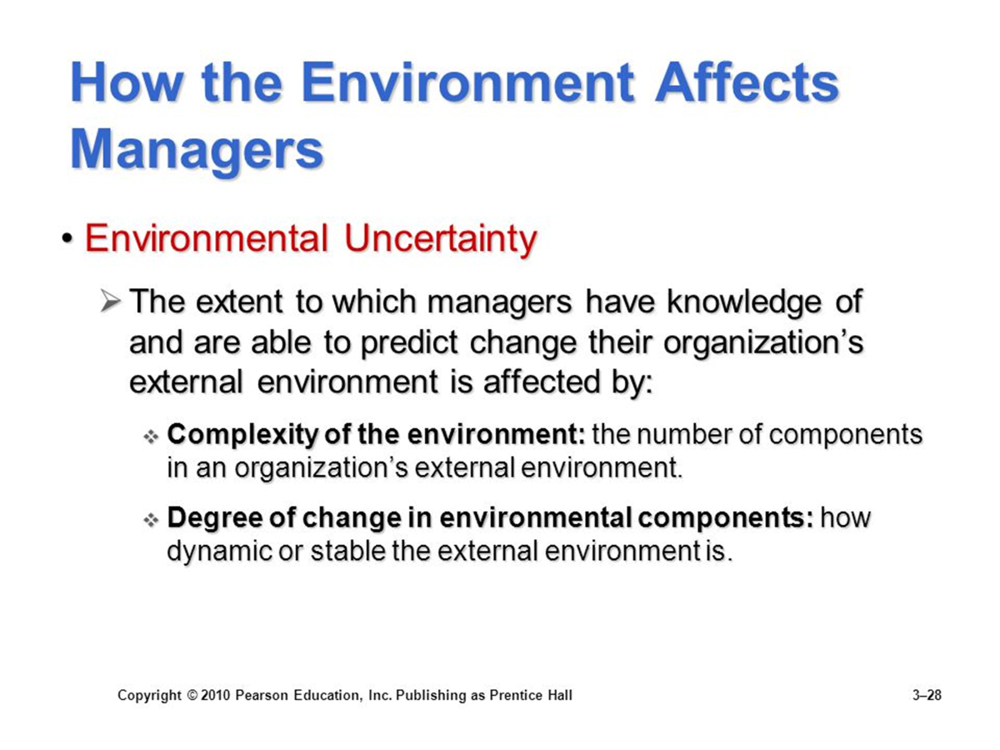 How the Environment Affects
Managers
• Environmental Uncertainty
➢ The extent to which managers have knowledge of
and are able to predict change their organization’s
external environment is affected by:
❖ Complexity of the environment: the number of components
in an organization’s external environment.
❖ Degree of change in environmental components: how
dynamic or stable the external environment is.
Copyright © 2010 Pearson Education, Inc. Publishing as Prentice Hall 3–28